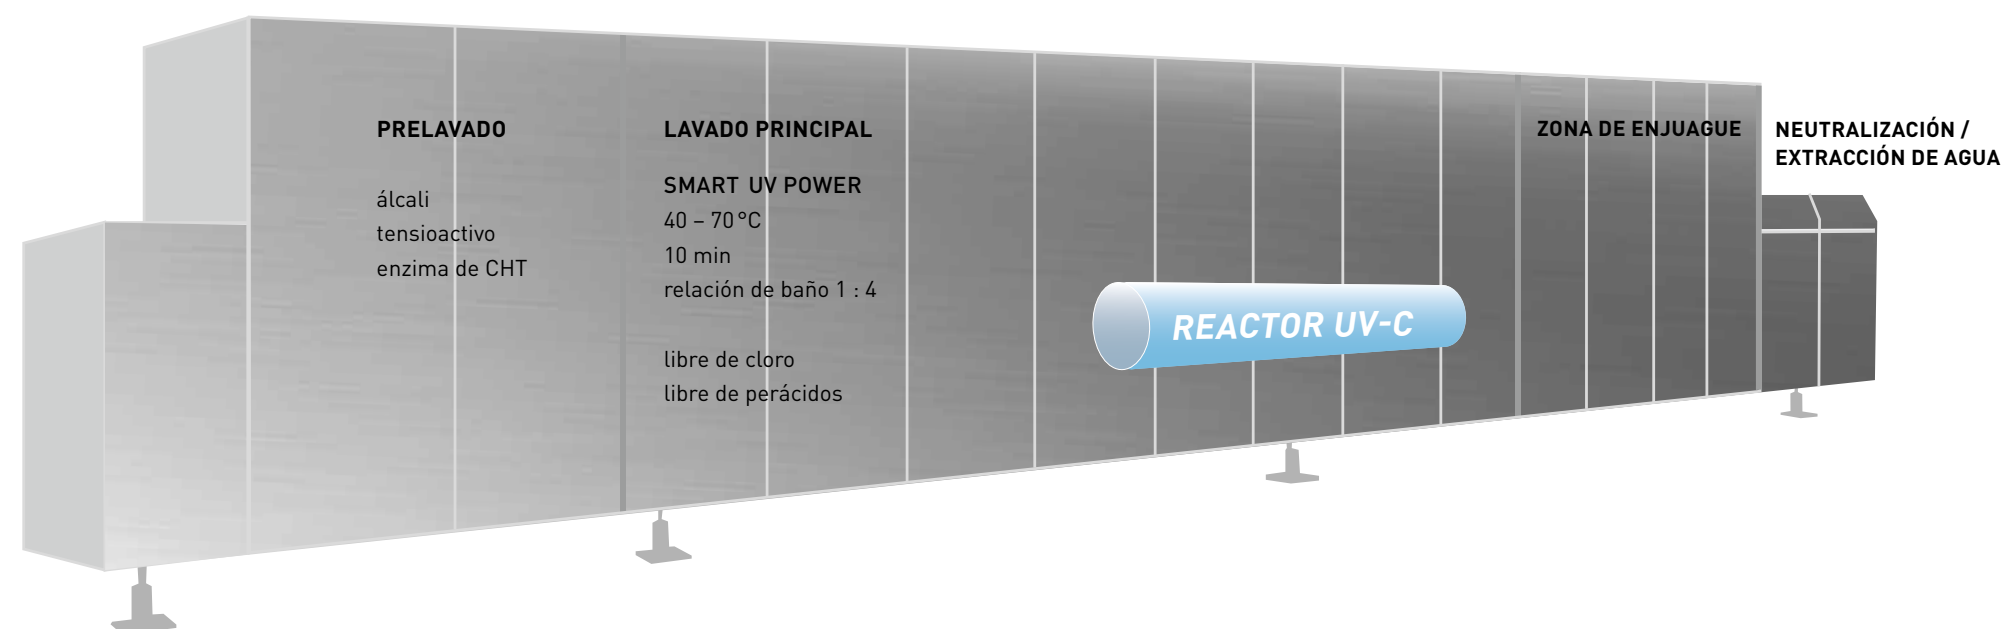 PRELAVADO
álcali
tensioactivo
enzima de CHT
LAVADO PRINCIPAL
SMART UV POWER
40 – 70 °C
10 min
relación de baño 1 : 4
libre de cloro
libre de perácidos
REACTOR UV-C
ZONA DE ENJUAGUE
NEUTRALIZACIÓN /
EXTRACCIÓN DE AGUA